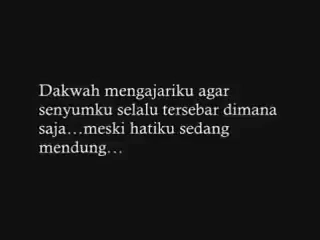 Dakwah mengajariku agar
senyumku selalu tersebar dimana
saja…meski hatiku sedang
mendung…